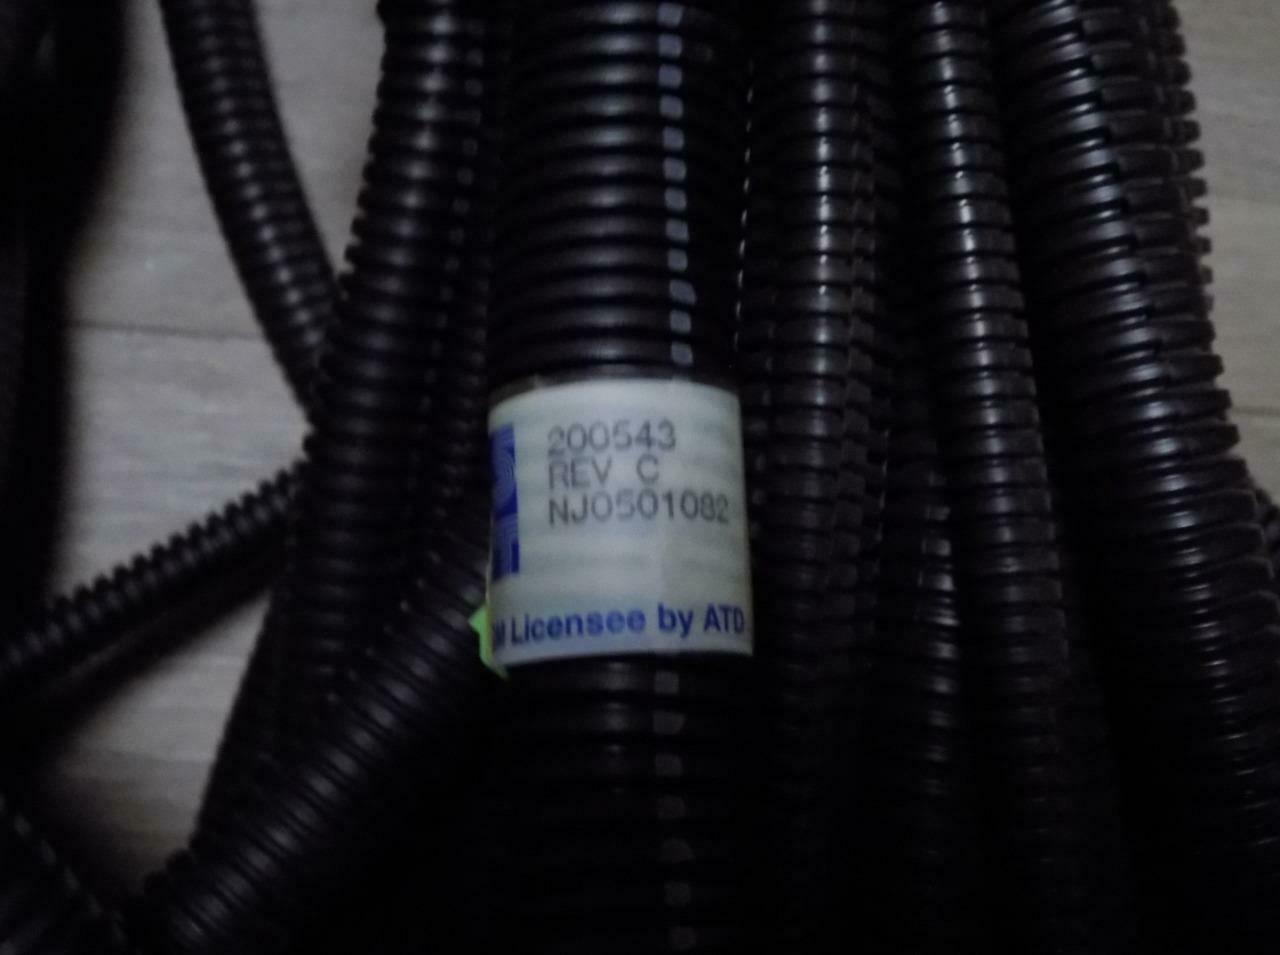 200543
REV C
NJ0501082
Licensee by ATD